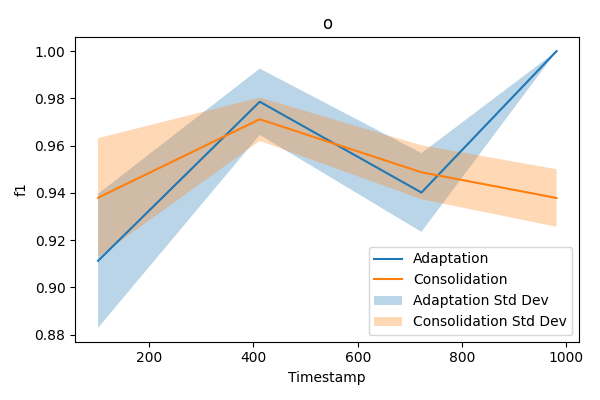 o
1.00
0.98
0.96
0.94
0.92
0.90
0.88
f1
200
400
600
800
1000
Timestamp
Adaptation
Consolidation
Adaptation Std Dev
Consolidation Std Dev